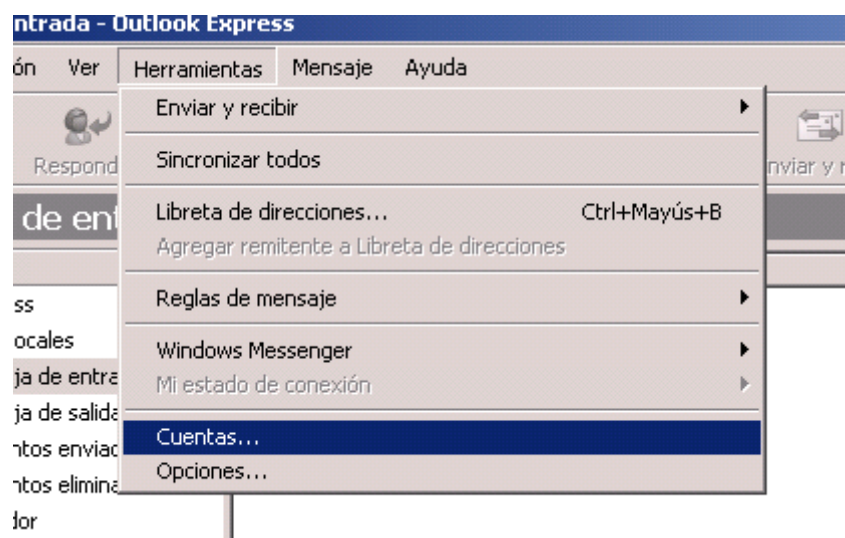 ntrada - Outlook Express
ón Ver Herramientas Mensaje Ayuda
Enviar y recibir
Respond
nviar y r
Sincronizar todos
de ent
Libreta de direcciones... Ctrl+Mayús+B
Agregar remitente a Libreta de direcciones
ss
Reglas de mensaje
ocales
Windows Messenger
ja de entra
Mi estado de conexión
ja de salida
Cuentas...
ntos enviad
Opciones...
ntos elimina
dor